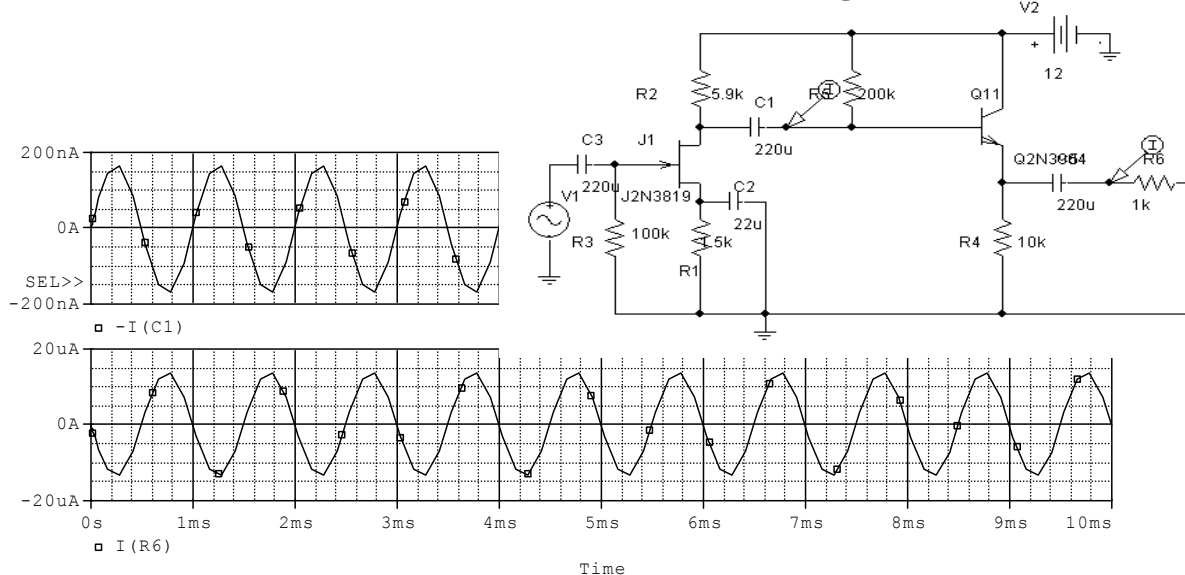 V2
+
12
R2
5.9k
C1
R5
200k
Q11
220u
C3
J1
220u
V1
J2N3819
C2
22u
R3
100k
1.5k
R1
Q2N3904
220u
R6
1k
R4
10k
200nA
0A
SEL>>
-200nA
-I(C1)
20uA
0A
-20uA
0s 1ms 2ms 3ms 4ms 5ms 6ms 7ms 8ms 9ms 10ms
I(R6)
Time